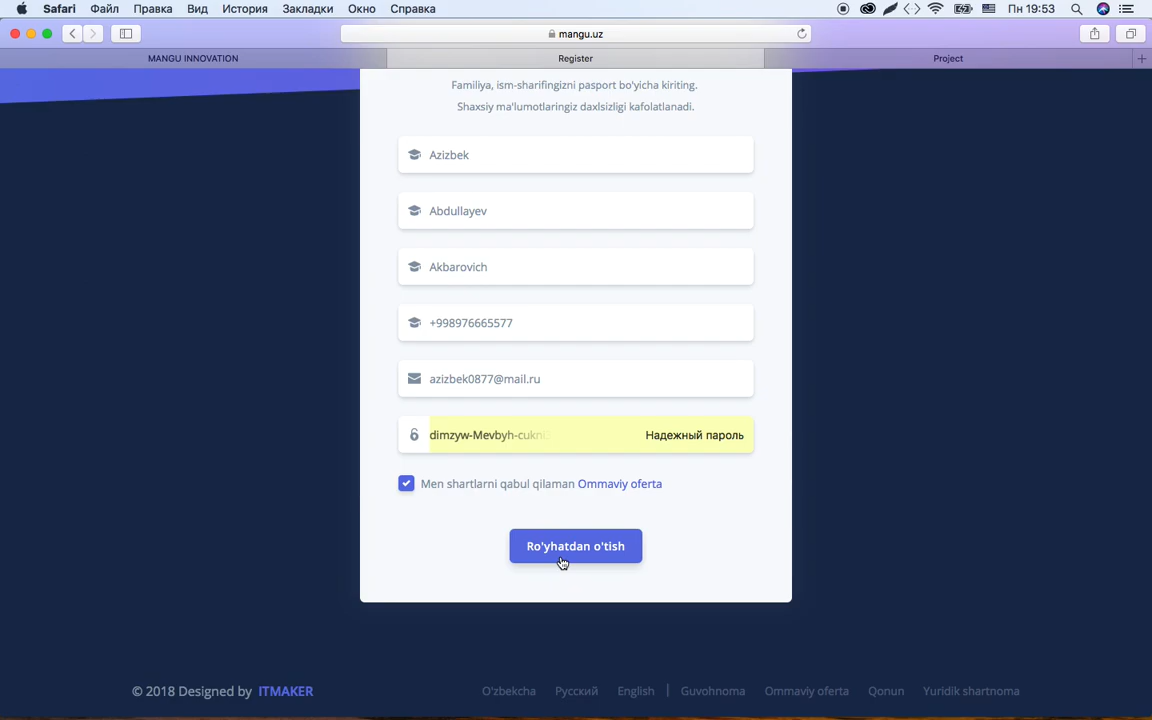 Safari Файл Правка Вид История Закладки Окно Справка Пн 19:53
mangu.uz
MANGU INNOVATION Register Project
Familiya, ism-sharifingizni pasport bo'yicha kiriting.
Shaxsiy ma'lumotlaringiz daxlsizligi kafolatlanadi.
Azizbek
Abdullayev
Akbarovich
+998976665577
azizbek0877@mail.ru
dimzyw-Mevbyh-cukni Надежный пароль
Men shartlarni qabul qilaman Ommaviy oferta
Ro'yhatdan o'tish
© 2018 Designed by ITMAKER O'zbekcha Русский English | Guvohnoma Ommaviy oferta Qonun Yuridik shartnoma